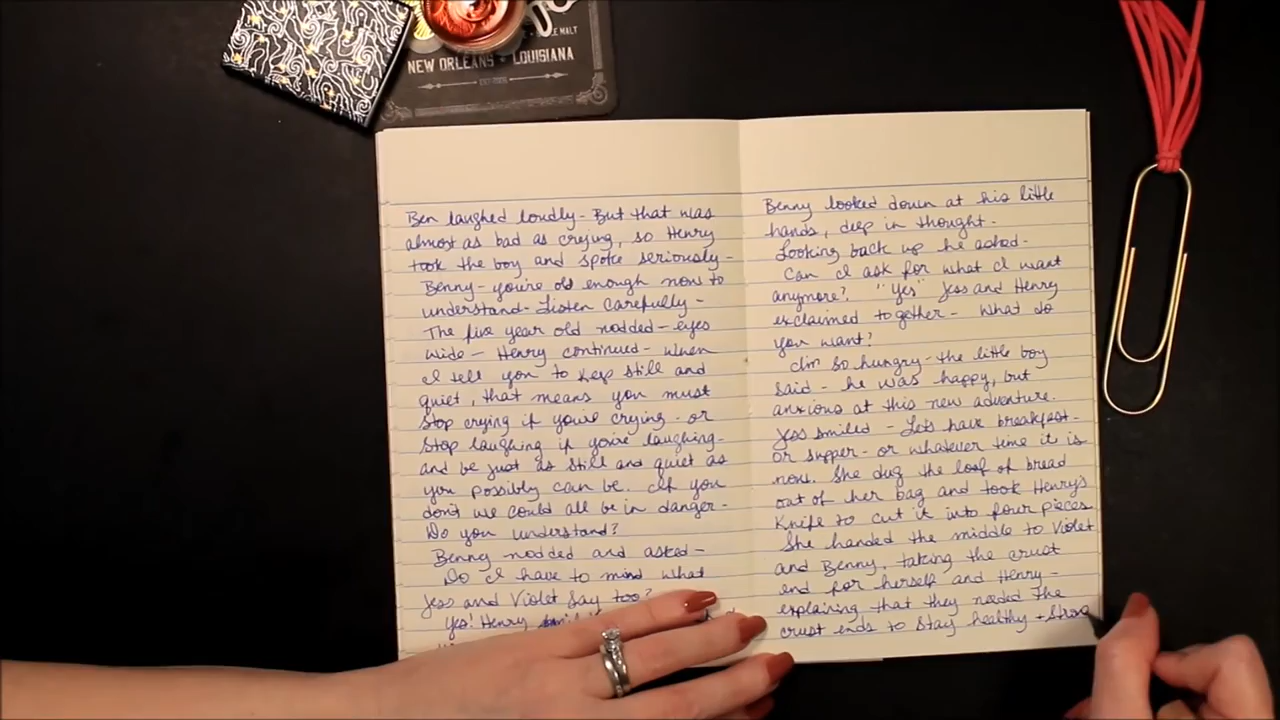 LE MALT
NEW ORLEANS LOUISIANA
Ben laughed loudly - But that was
almost as bad as crying, so Henry
took the boy and spoke seriously -
Benny - you're old enough now to
understand - Listen carefully -
The five year old nodded - eyes
wide - Henry continued - When
I tell you to keep still and
quiet, that means you must
stop crying if you're crying - or
stop laughing if you're laughing -
and be just as still and quiet as
you possibly can be. If you
don't we could all be in danger -
Do you understand?
Benny nodded and asked -
Do I have to mind what
Jess and Violet say too?
Yes! Henry
Benny looked down at his little
hands, deep in thought -
Looking back up he asked -
Can I ask for what I want
anymore? "Yes" Jess and Henry
exclaimed together - What do
you want?
I'm so hungry - the little boy
said - he was happy, but
anxious at this new adventure.
Jess smiled - Lets have breakfast -
or supper - or whatever time it is
now. She dug the loaf of bread
out of her bag and took Henry's
knife to cut it into four pieces
She handed the middle to Violet
and Benny, taking the crust
end for herself and Henry -
explaining that they needed the
crust ends to stay healthy + strong